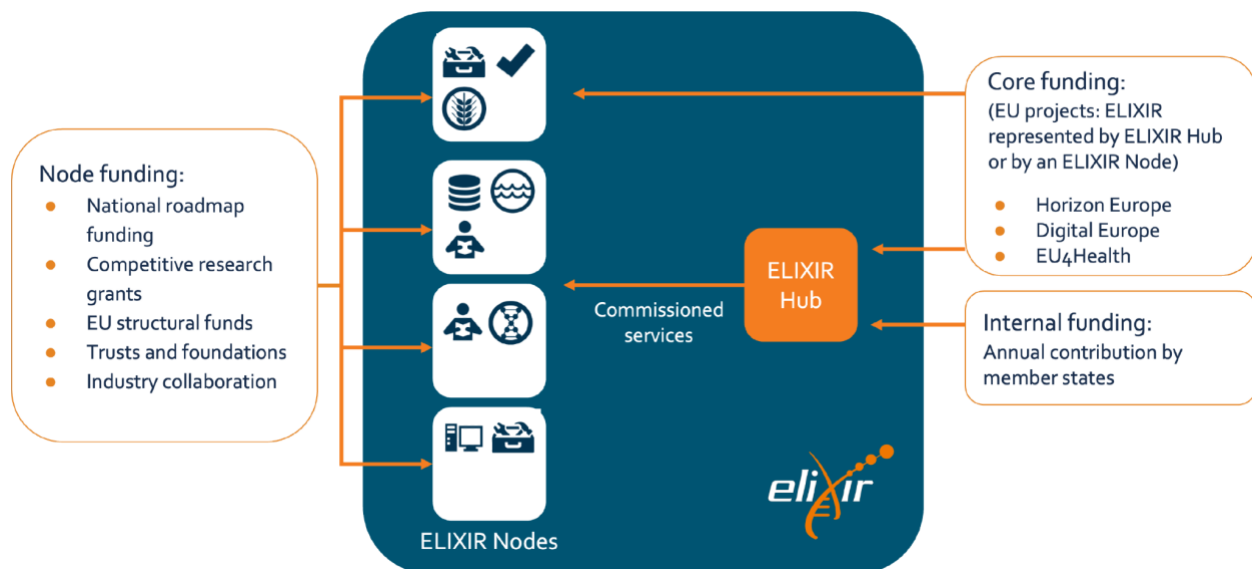 Node funding:
National roadmap
funding
Competitive research
grants
EU structural funds
Trusts and foundations
Industry collaboration
ELIXIR Nodes
Commissioned
services
ELIXIR
Hub
elixir
Core funding:
(EU projects: ELIXIR
represented by ELIXIR Hub
or by an ELIXIR Node)
Horizon Europe
Digital Europe
EU4Health
Internal funding:
Annual contribution by
member states